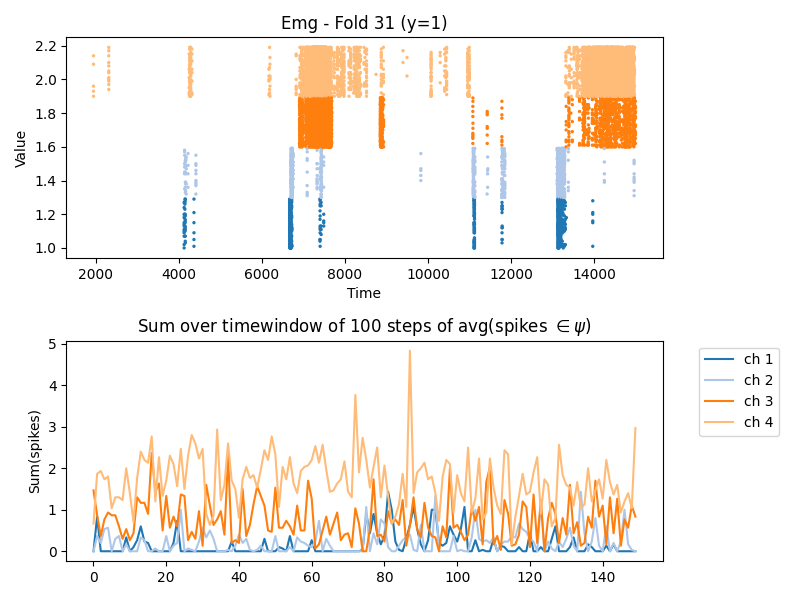 Emg - Fold 31 (y=1)
Value
2.2
2.0
1.8
1.6
1.4
1.2
1.0
2000 4000 6000 8000 10000 12000 14000
Time
Sum over timewindow of 100 steps of avg(spikes ∈ ψ)
Sum(spikes)
5
4
3
2
1
0
0 20 40 60 80 100 120 140
ch 1
ch 2
ch 3
ch 4